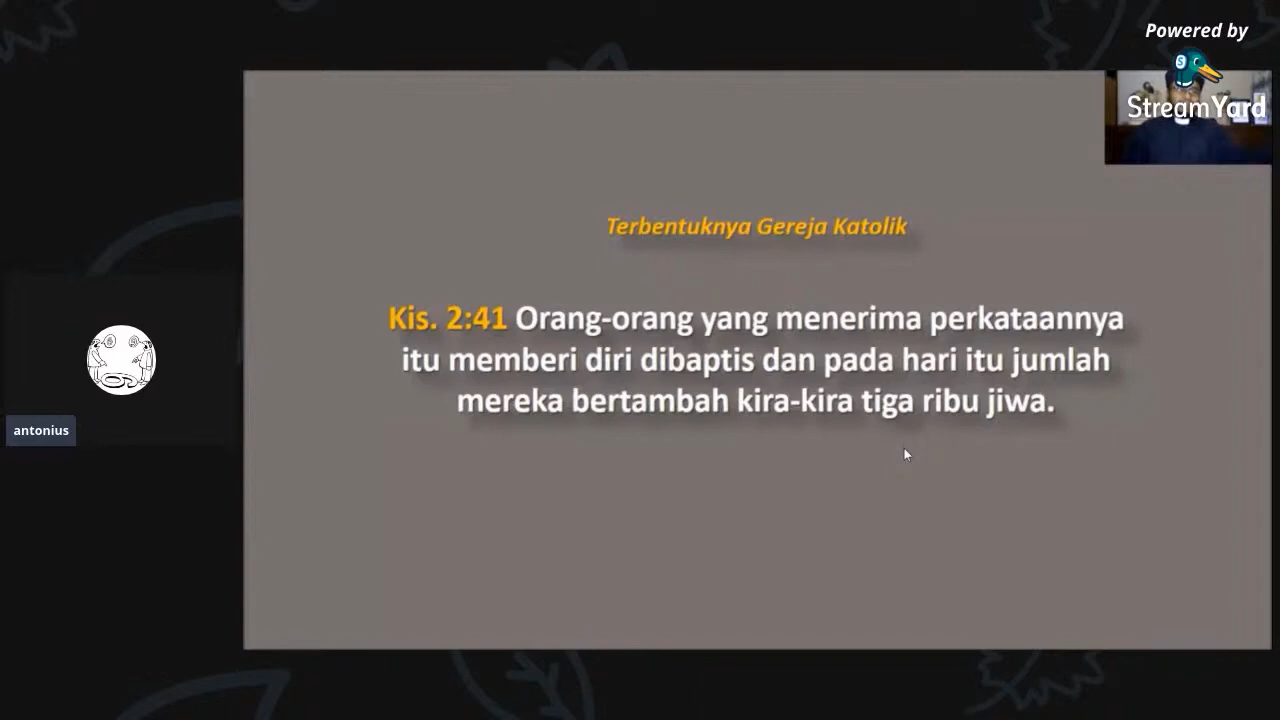 Powered by
StreamYard
Terbentuknya Gereja Katolik
Kis. 2:41 Orang-orang yang menerima perkataannya
itu memberi diri dibaptis dan pada hari itu jumlah
mereka bertambah kira-kira tiga ribu jiwa.
antonius